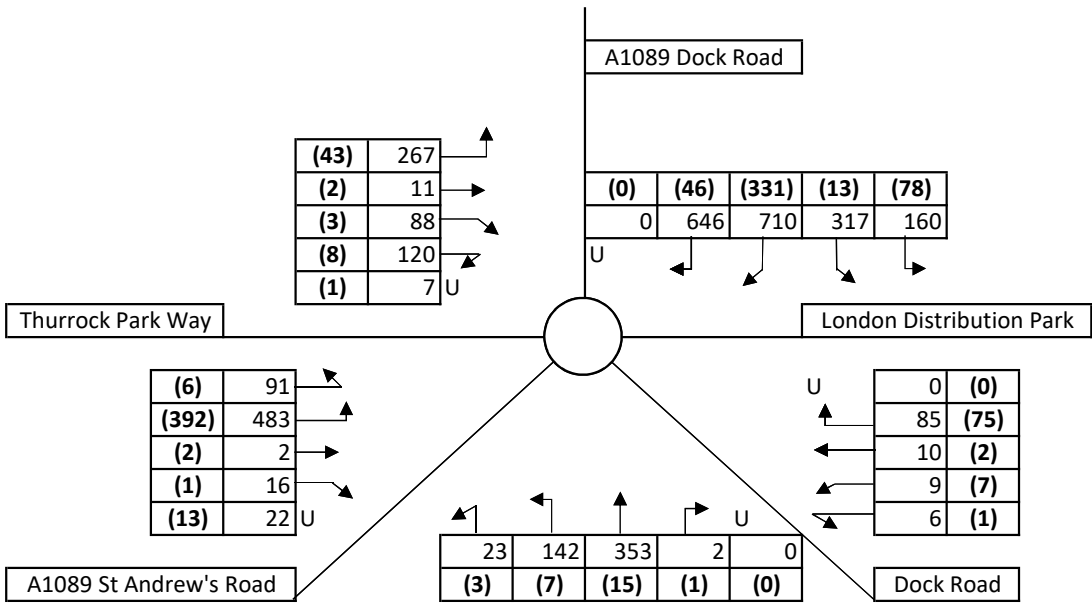 A1089 Dock Road
(43) 267
(2) 11
(3) 88
(8) 120
(1) 7 U
(0) (46) (331) (13) (78)
0 646 710 317 160
U
Thurrock Park Way
London Distribution Park
(6) 91
(392) 483
(2) 2
(1) 16
(13) 22 U
U 0 (0)
85 (75)
10 (2)
9 (7)
6 (1)
U
23 142 353 2 0
(3) (7) (15) (1) (0)
A1089 St Andrew's Road
Dock Road